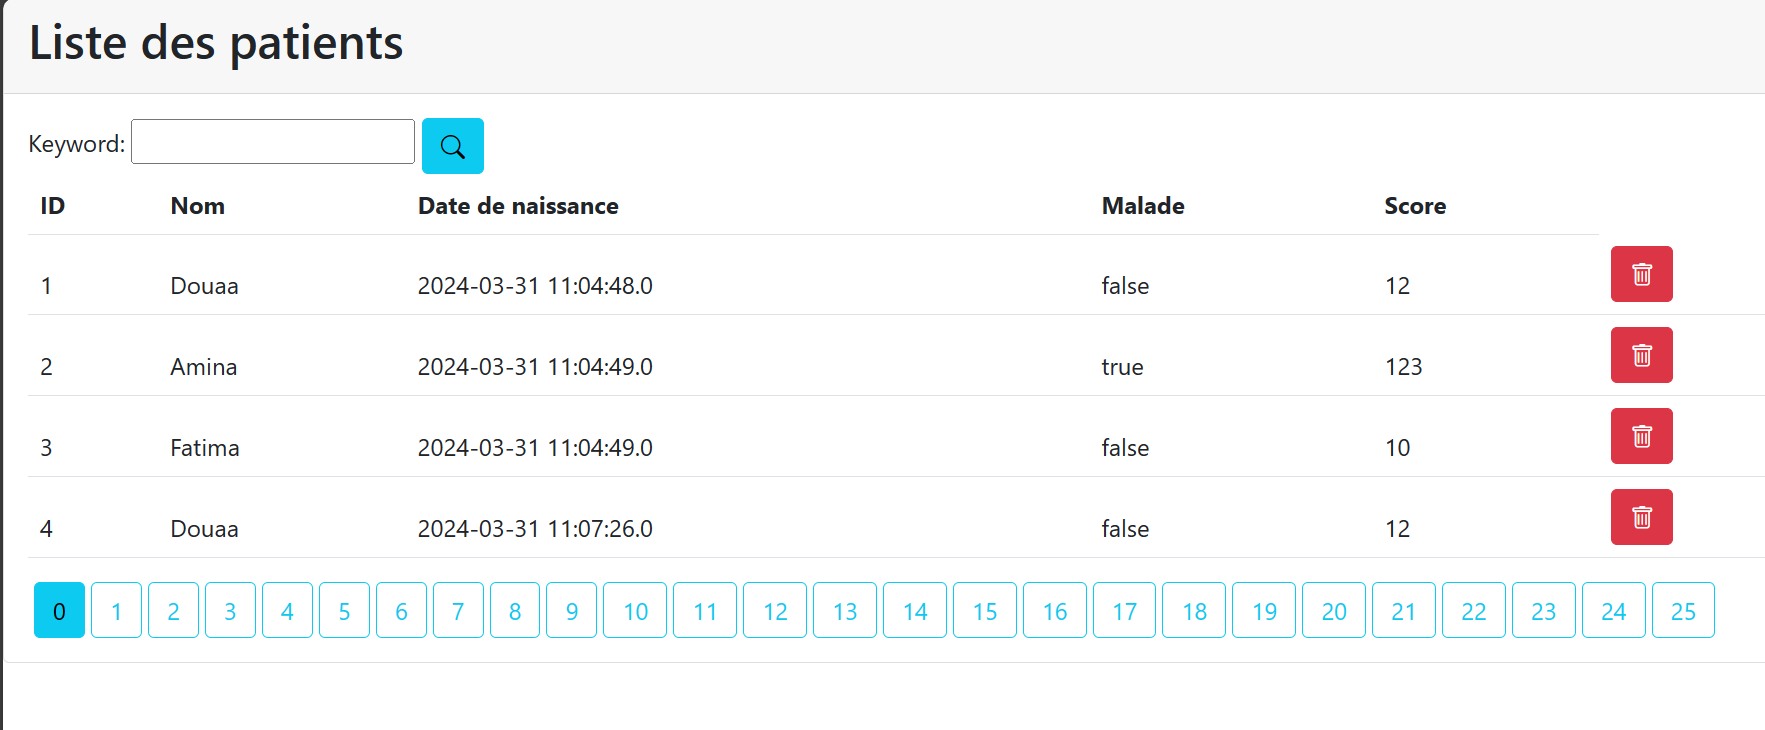 Liste des patients
Keyword:
ID Nom Date de naissance Malade Score
1 Douaa 2024-03-31 11:04:48.0 false 12
2 Amina 2024-03-31 11:04:49.0 true 123
3 Fatima 2024-03-31 11:04:49.0 false 10
4 Douaa 2024-03-31 11:07:26.0 false 12
0 1 2 3 4 5 6 7 8 9 10 11 12 13 14 15 16 17 18 19 20 21 22 23 24 25